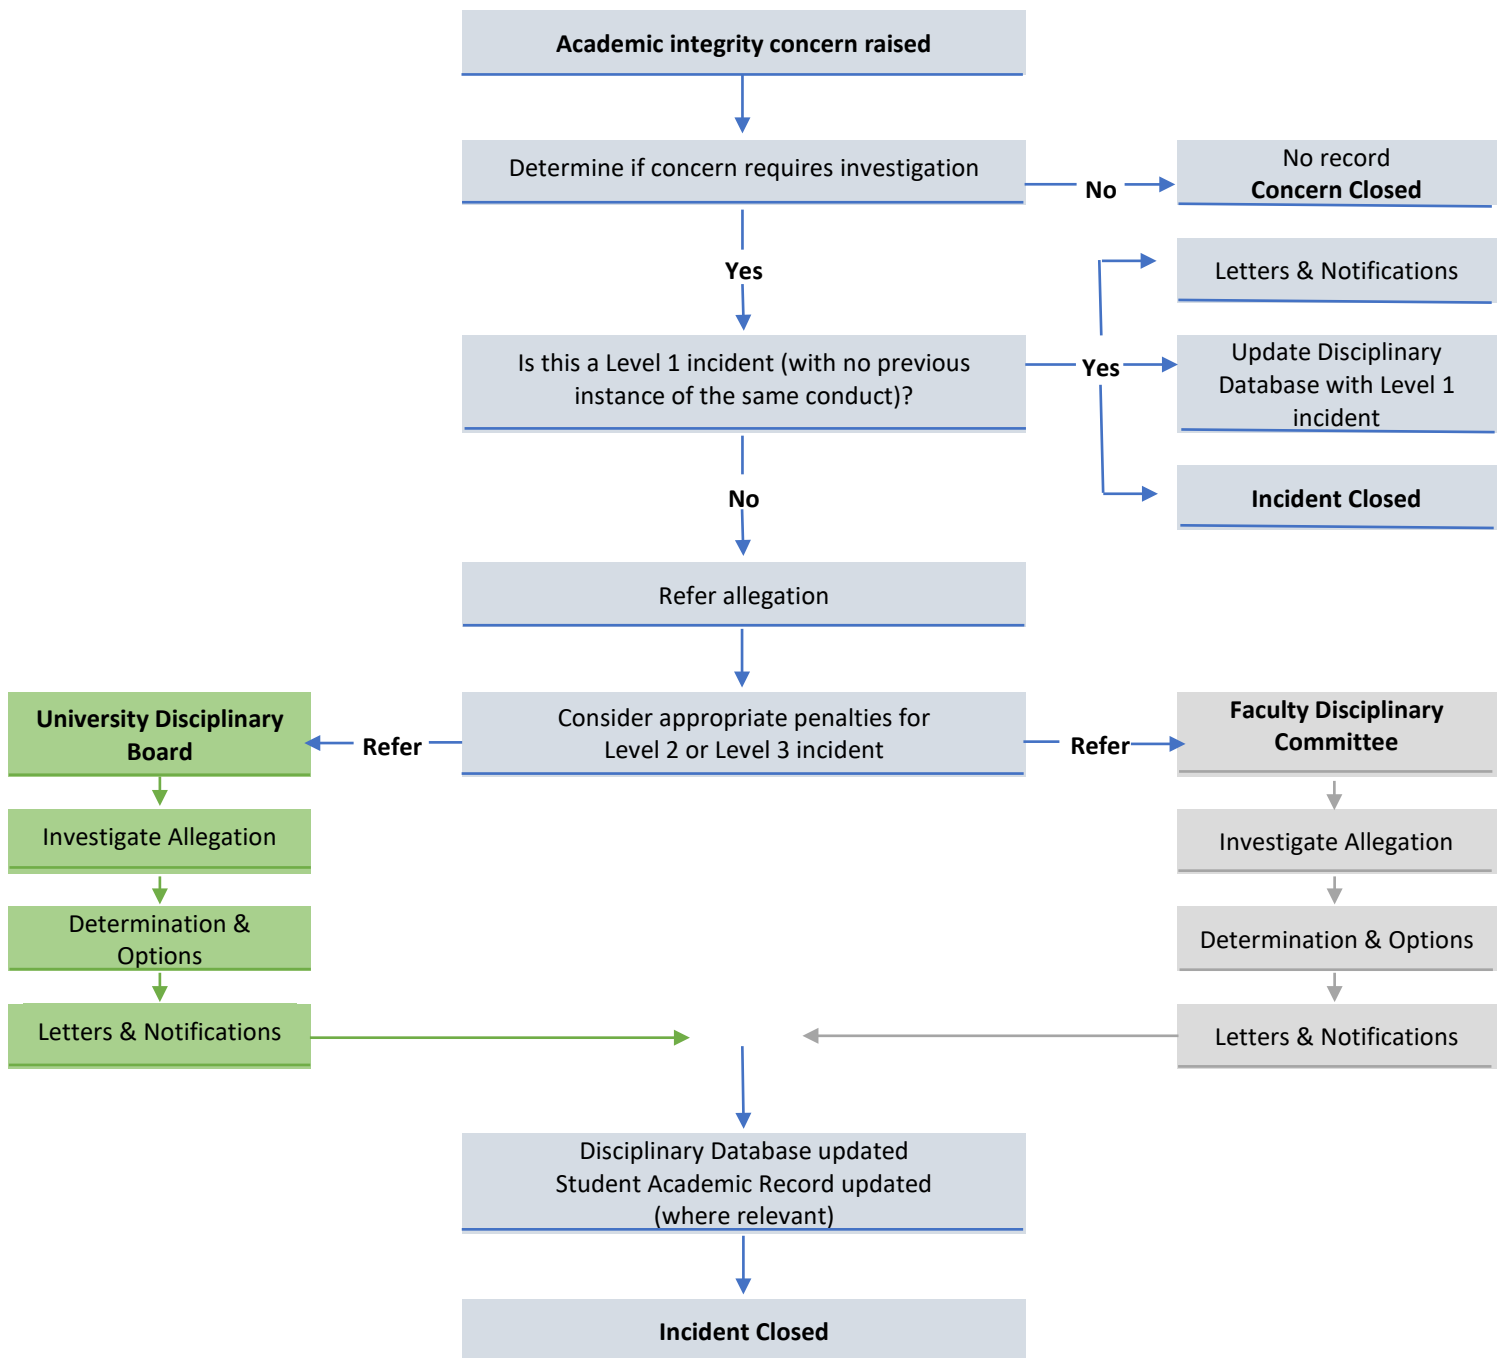 Academic integrity concern raised
Determine if concern requires investigation
No
No record
Concern Closed
Yes
Letters & Notifications
Is this a Level 1 incident (with no previous
instance of the same conduct)?
Yes
Update Disciplinary
Database with Level 1
incident
No
Incident Closed
Refer allegation
University Disciplinary
Board
Refer
Consider appropriate penalties for
Level 2 or Level 3 incident
Refer
Faculty Disciplinary
Committee
Investigate Allegation
Investigate Allegation
Determination &
Options
Determination & Options
Letters & Notifications
Letters & Notifications
Disciplinary Database updated
Student Academic Record updated
(where relevant)
Incident Closed